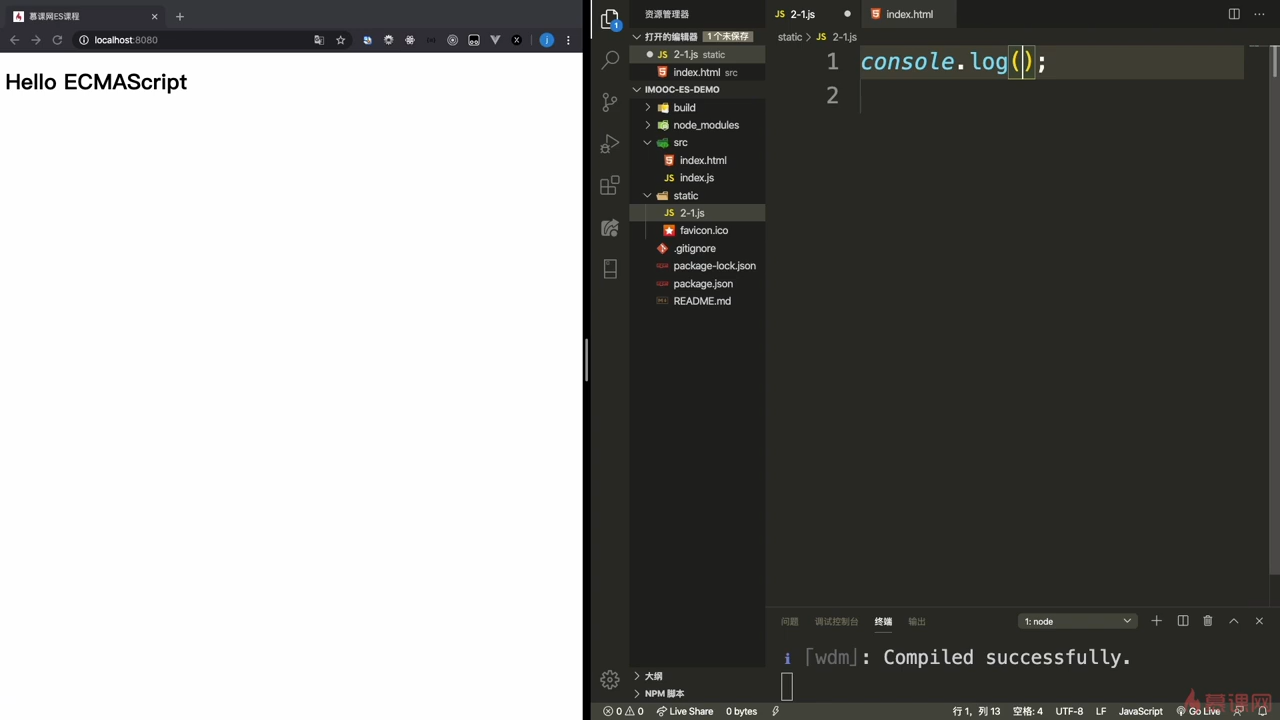 慕课网ES课程
localhost:8080
Hello ECMAScript
1
资源管理器
打开的编辑器 1 个未保存
2-1.js static
index.html src
IMOOC-ES-DEMO
build
node_modules
src
index.html
index.js
static
2-1.js
favicon.ico
.gitignore
package-lock.json
package.json
README.md
大纲
NPM 脚本
2-1.js
index.html
static > 2-1.js
1 console.log();
2
问题 调试控制台 终端 输出
1: node
i 「wdm」: Compiled successfully.
0 0 Live Share 0 bytes
行 1，列 13 空格: 4 UTF-8 LF JavaScript Go Live
慕课网